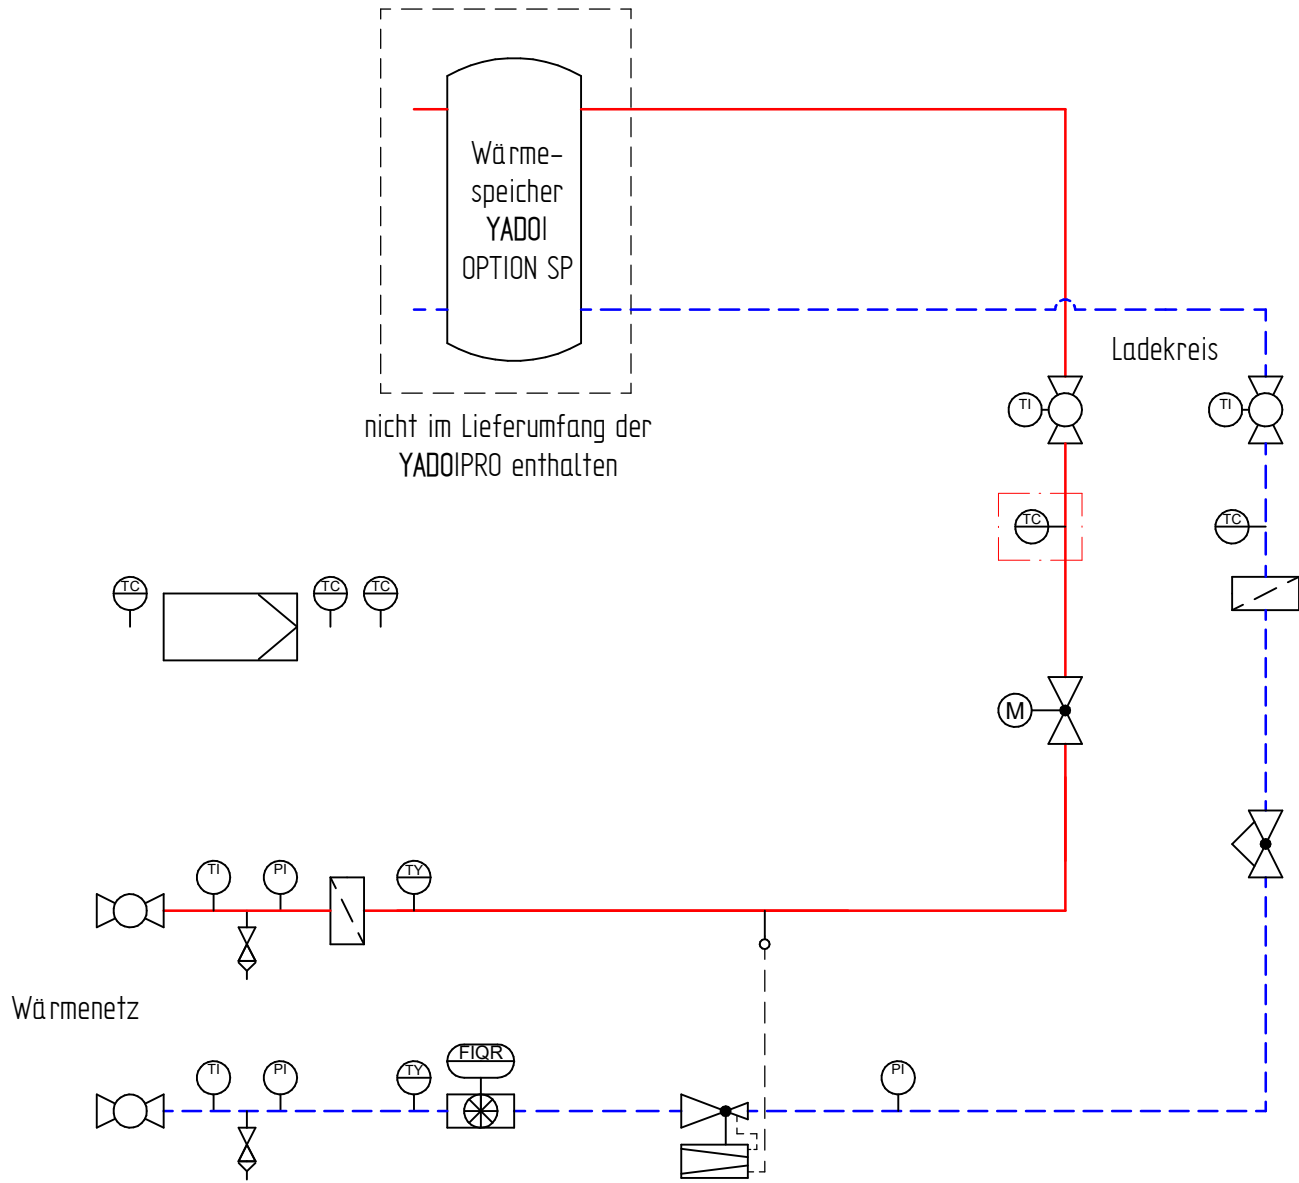 Wärme-
speicher
YADOI
OPTION SP
nicht im Lieferumfang der
YADOIPRO enthalten
Ladekreis
TI
TI
TC
TC
TC
TC
TC
M
TI
PI
TY
Wärmenetz
TI
PI
TY
FIQR
PI